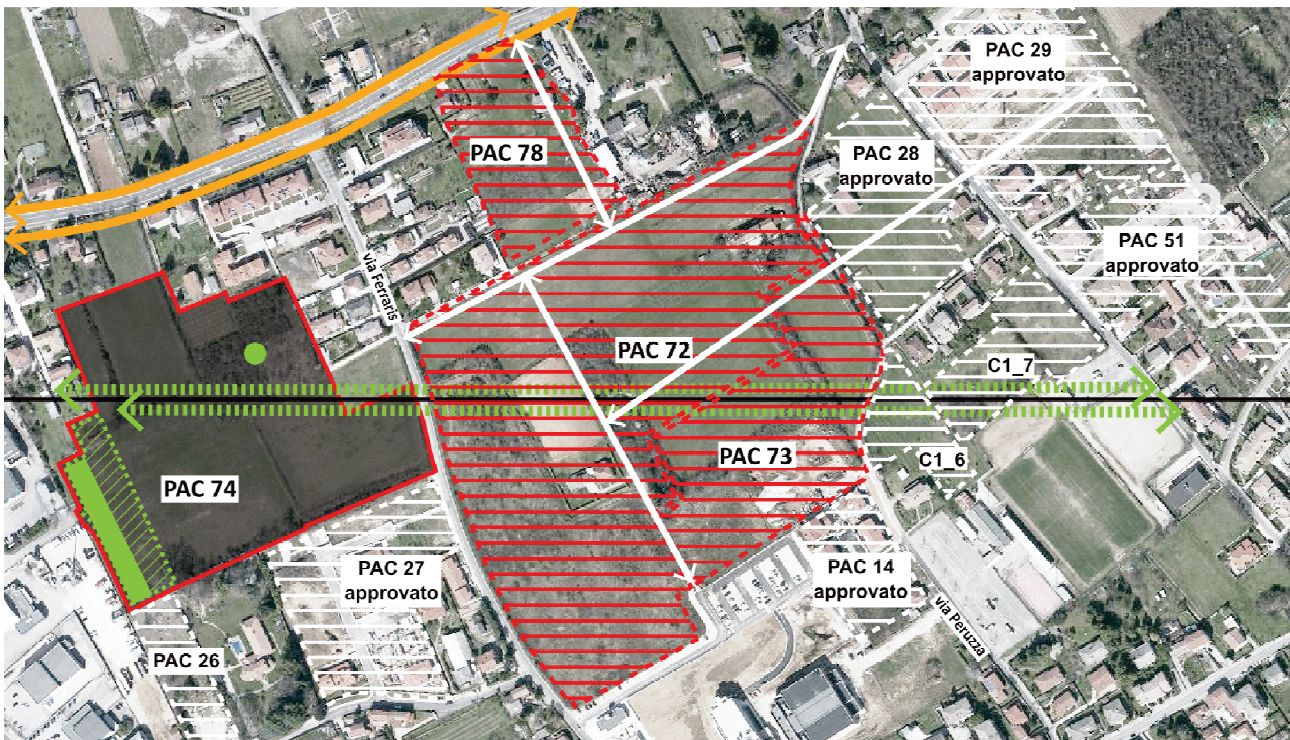 PAC 29
approvato
PAC 78
PAC 28
approvato
PAC 51
approvato
via Ferraris
PAC 72
C1_7
PAC 73
C1_6
PAC 74
PAC 27
approvato
PAC 14
approvato
via Peruzza
PAC 26